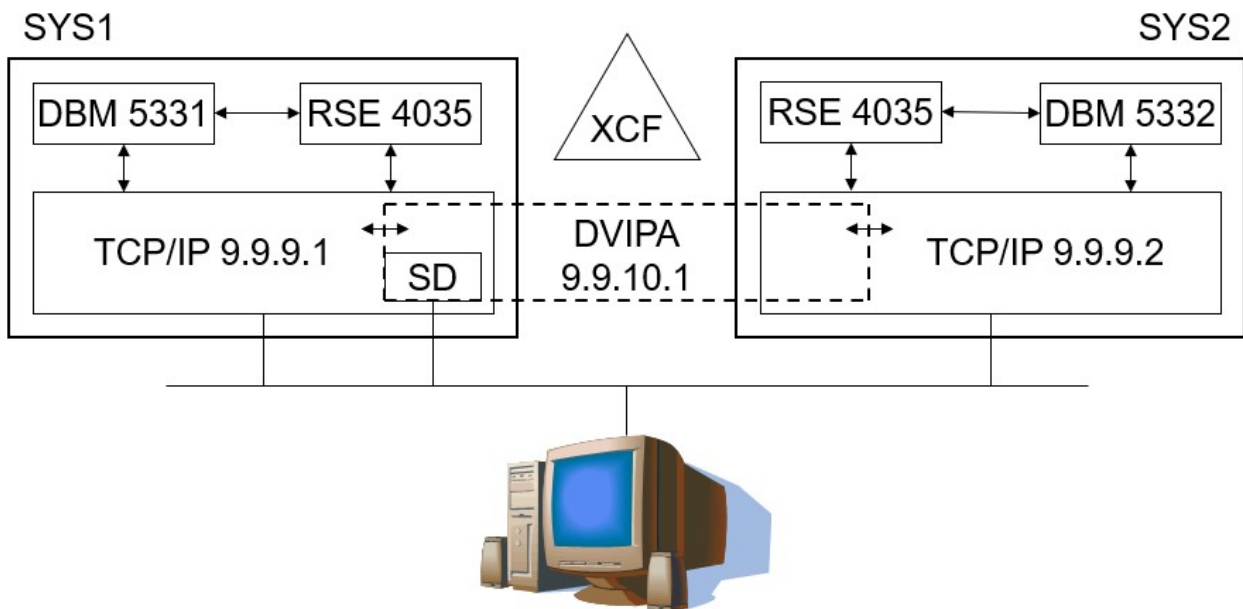 SYS1
SYS2
DBM 5331
RSE 4035
XCF
RSE 4035
DBM 5332
TCP/IP 9.9.9.1
SD
DVIPA
9.9.10.1
TCP/IP 9.9.9.2